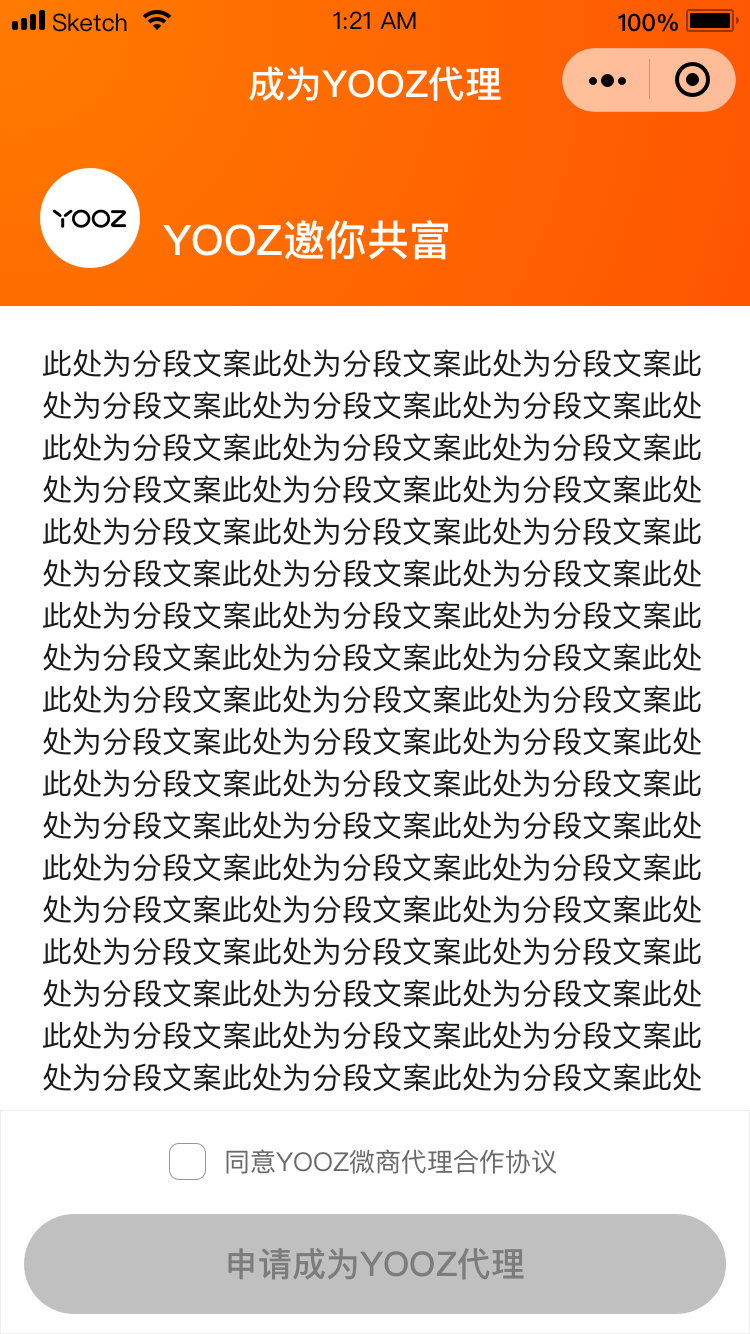 Sketch 1:21 AM 100%
成为YOOZ代理
YOOZ
YOOZ邀你共富
此处为分段文案此处为分段文案此处为分段文案此
处为分段文案此处为分段文案此处为分段文案此处
此处为分段文案此处为分段文案此处为分段文案此
处为分段文案此处为分段文案此处为分段文案此处
此处为分段文案此处为分段文案此处为分段文案此
处为分段文案此处为分段文案此处为分段文案此处
此处为分段文案此处为分段文案此处为分段文案此
处为分段文案此处为分段文案此处为分段文案此处
此处为分段文案此处为分段文案此处为分段文案此
处为分段文案此处为分段文案此处为分段文案此处
此处为分段文案此处为分段文案此处为分段文案此
处为分段文案此处为分段文案此处为分段文案此处
此处为分段文案此处为分段文案此处为分段文案此
处为分段文案此处为分段文案此处为分段文案此处
此处为分段文案此处为分段文案此处为分段文案此
处为分段文案此处为分段文案此处为分段文案此处
此处为分段文案此处为分段文案此处为分段文案此
处为分段文案此处为分段文案此处为分段文案此处
同意YOOZ微商代理合作协议
申请成为YOOZ代理